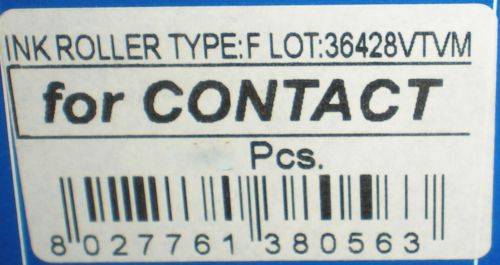 INK ROLLER TYPE:F LOT:36428VTVM
for CONTACT
Pcs.
8 027761 380563